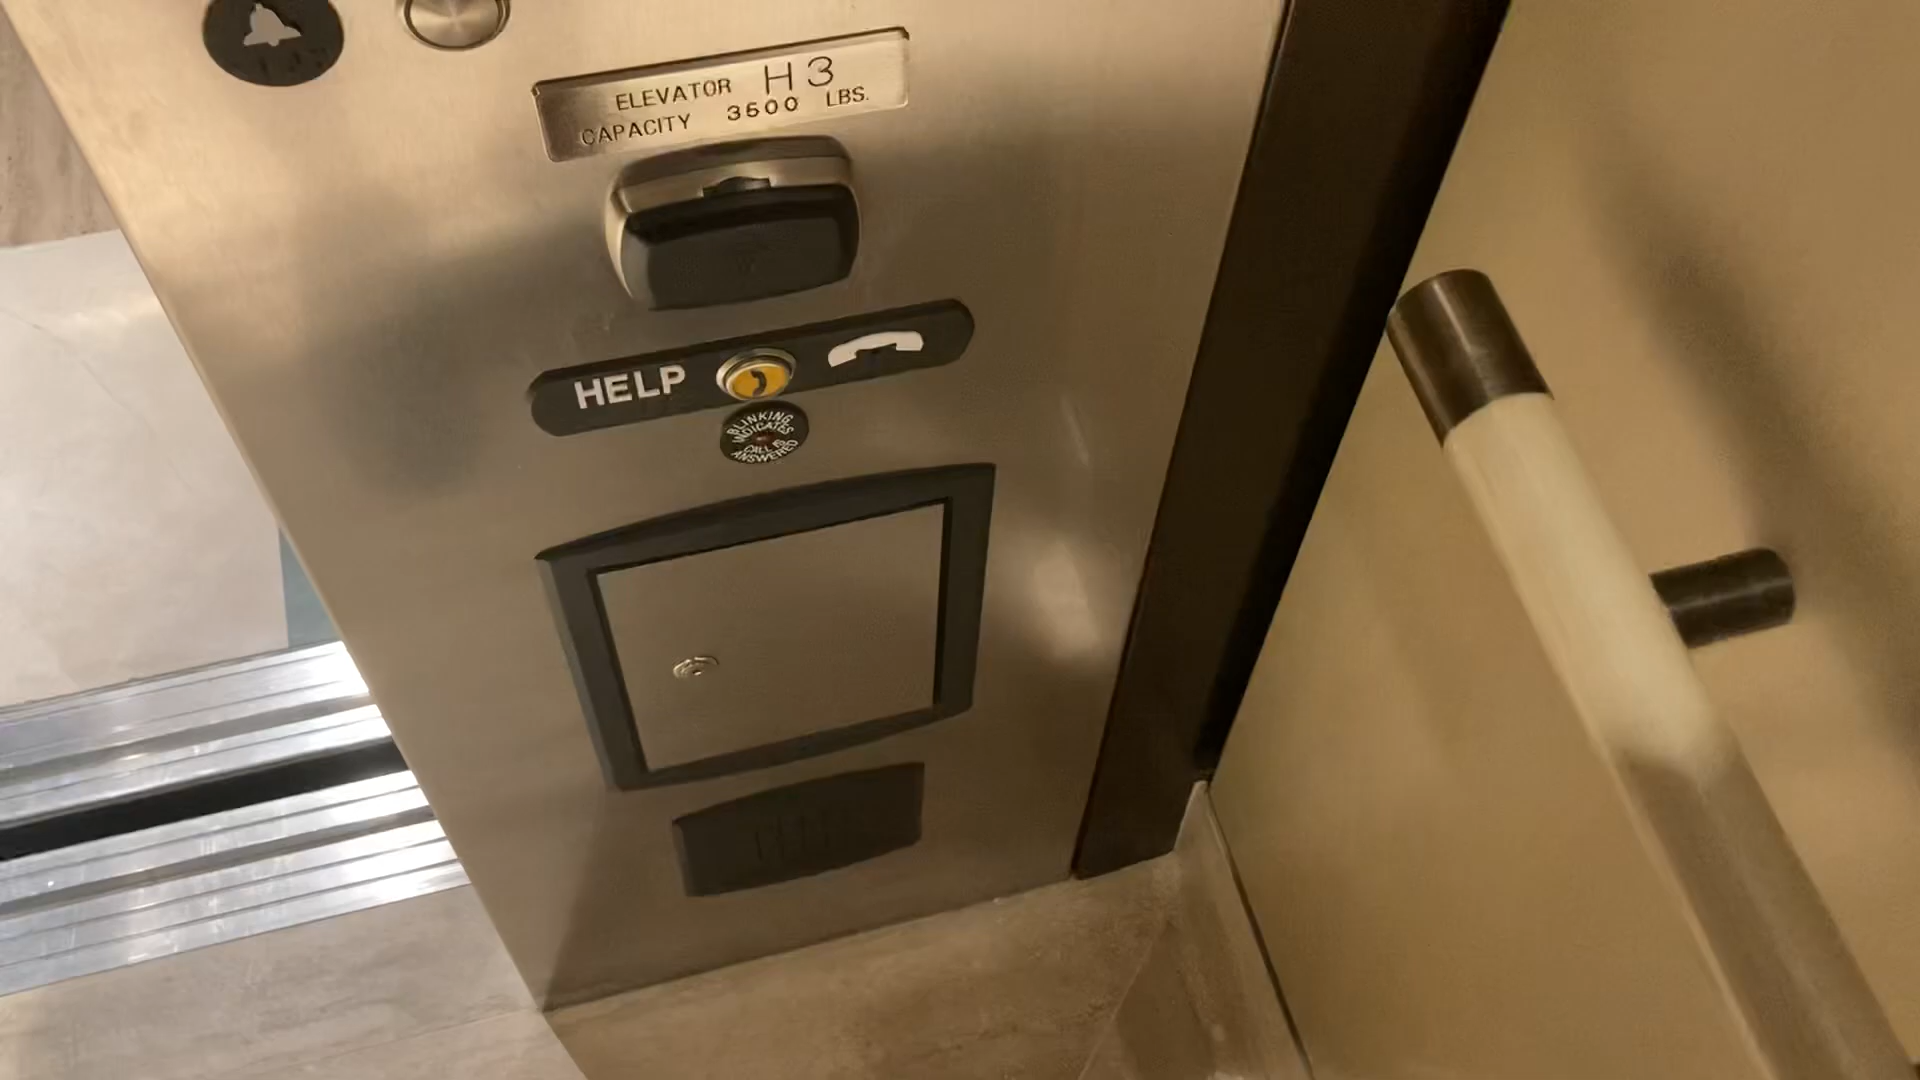 ELEVATOR H3
CAPACITY 3500 LBS.
HELP
BLINKING
INDICATES
CALL IS
ANSWERED